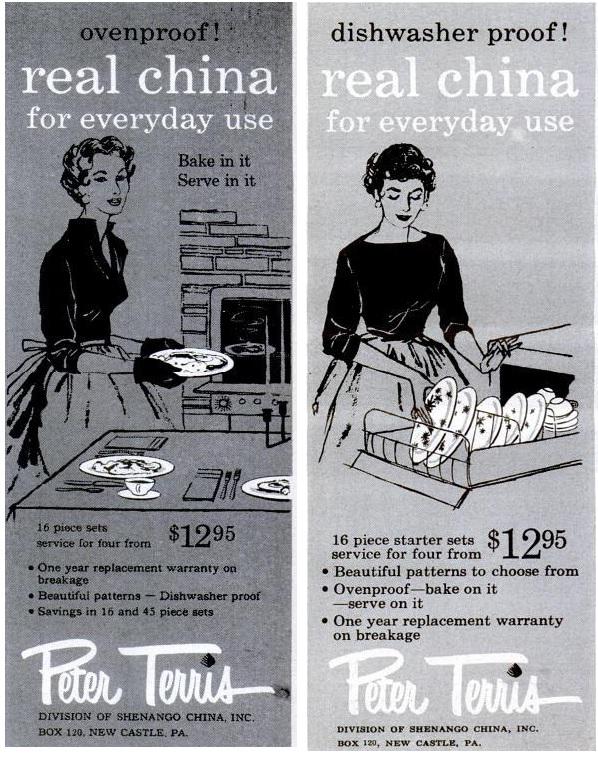 ovenproof!
real china
for everyday use
Bake in it
Serve in it
16 piece sets
service for four from $12 95
• One year replacement warranty on
breakage
• Beautiful patterns — Dishwasher proof
• Savings in 16 and 45 piece sets
Peter Terris
DIVISION OF SHENANGO CHINA, INC.
BOX 120, NEW CASTLE, PA.
dishwasher proof!
real china
for everyday use
16 piece starter sets
service for four from $12 95
• Beautiful patterns to choose from
• Ovenproof—bake on it
—serve on it
• One year replacement warranty
on breakage
Peter Terris
DIVISION OF SHENANGO CHINA, INC.
BOX 120, NEW CASTLE, PA.